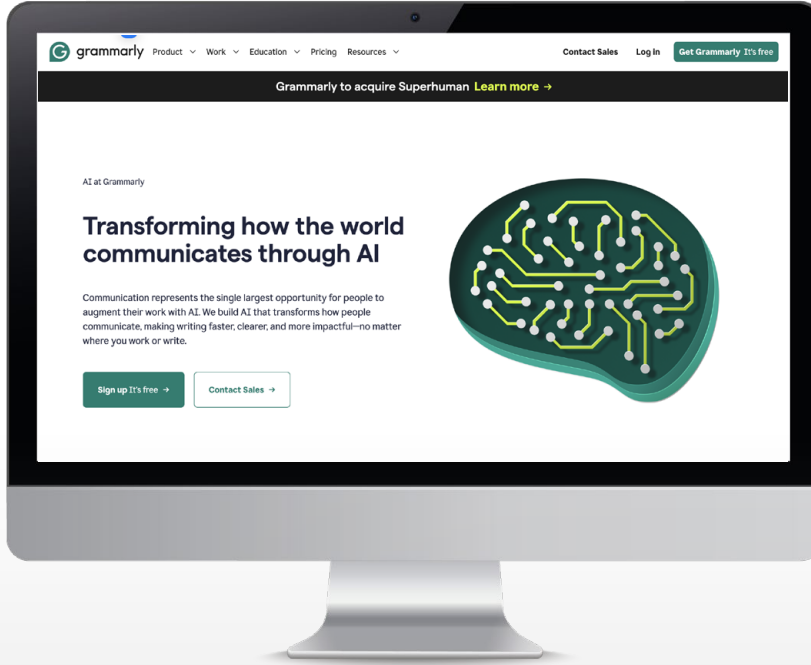 grammarly Product Work Education Pricing Resources Contact Sales Log in Get Grammarly It's free
Grammarly to acquire Superhuman Learn more →
AI at Grammarly
Transforming how the world
communicates through AI
Communication represents the single largest opportunity for people to
augment their work with AI. We build AI that transforms how people
communicate, making writing faster, clearer, and more impactful—no matter
where you work or write.
Sign up It's free → Contact Sales →